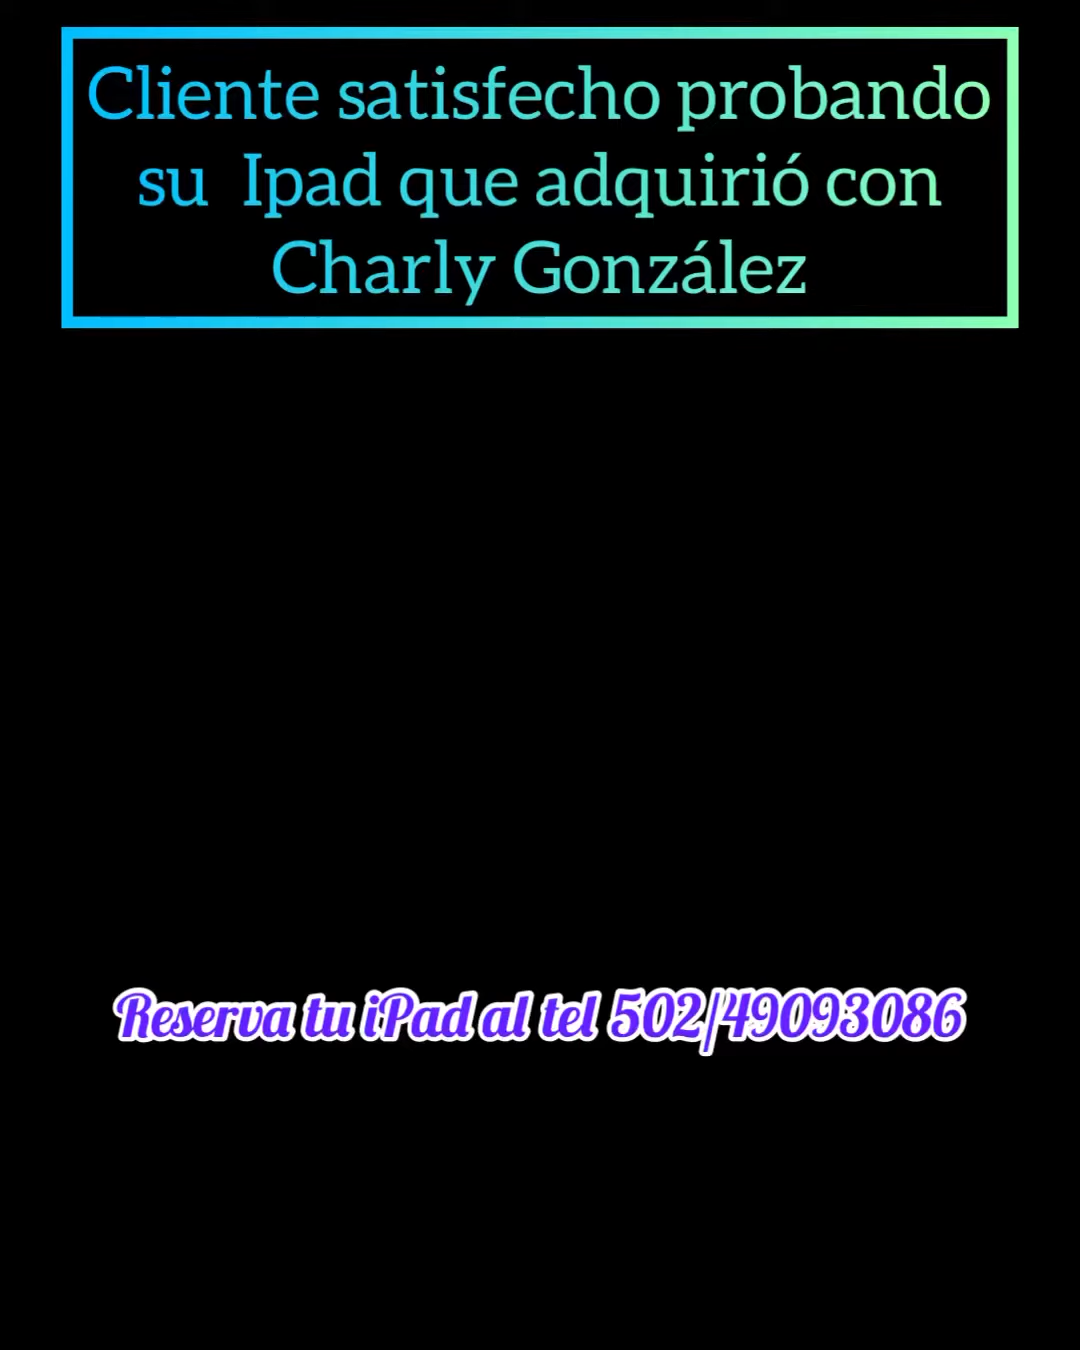 Cliente satisfecho probando
su Ipad que adquirió con
Charly González
Reserva tu iPad al tel 502/49093086